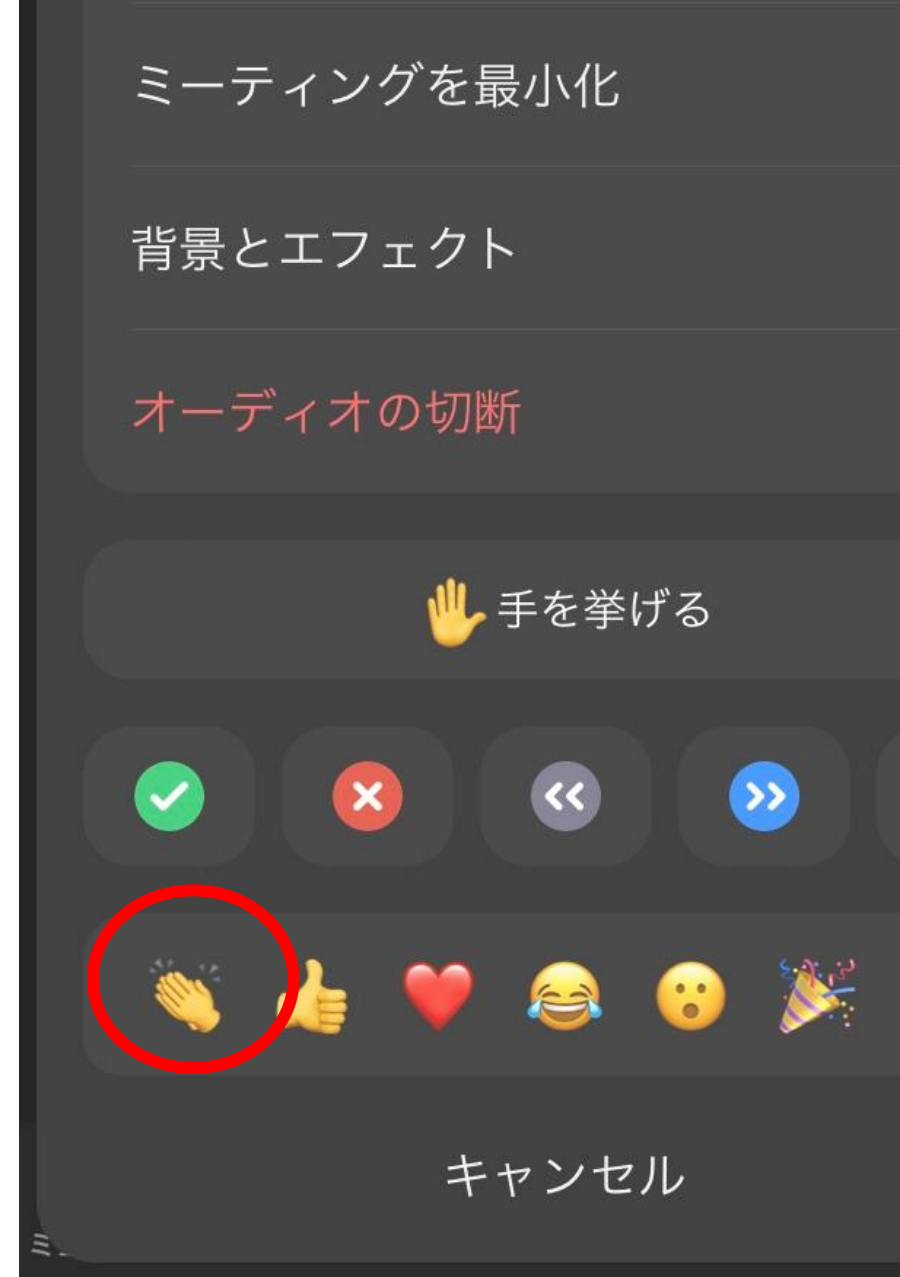 ミーティングを最小化
背景とエフェクト
オーディオの切断
手を挙げる
キャンセル